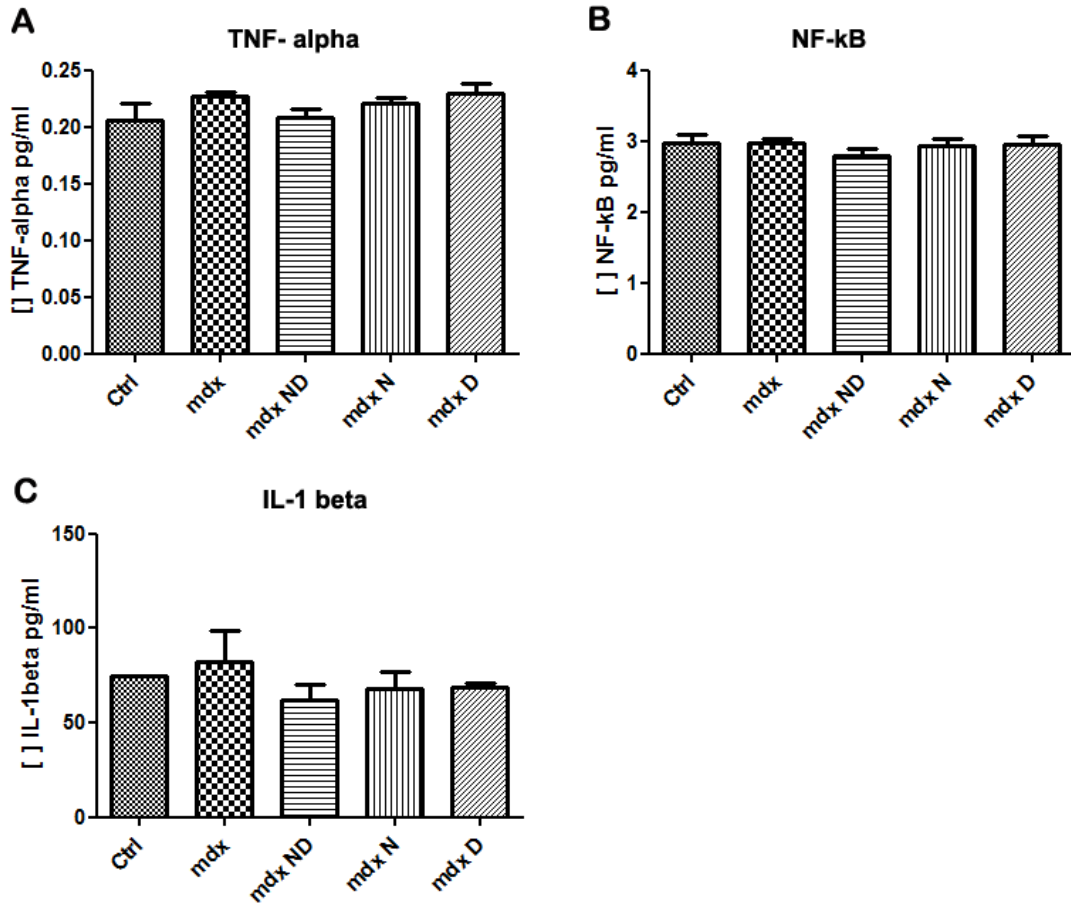 A
TNF- alpha
[] TNF-alpha pg/ml
0.25
0.20
0.15
0.10
0.05
0.00
Ctrl
mdx
mdx ND
mdx N
mdx D
B
NF-kB
[ ] NF-kB pg/ml
4
3
2
1
0
Ctrl
mdx
mdx ND
mdx N
mdx D
C
IL-1 beta
[ ] IL-1beta pg/ml
150
100
50
0
Ctrl
mdx
mdx ND
mdx N
mdx D